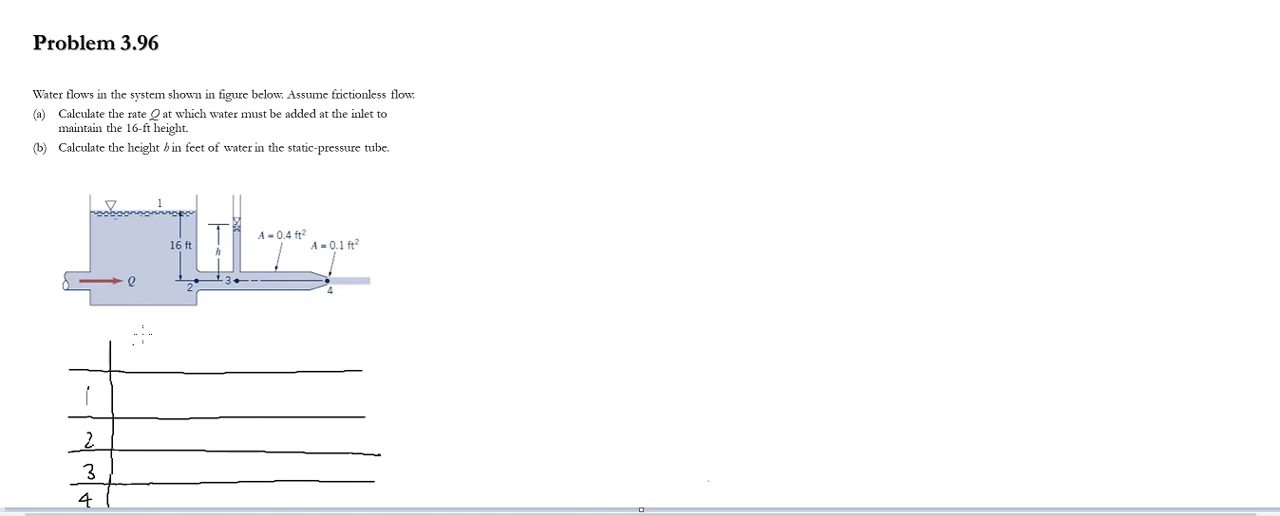 Problem 3.96
Water flows in the system shown in figure below. Assume frictionless flow.
(a) Calculate the rate Q at which water must be added at the inlet to
maintain the 16-ft height.
(b) Calculate the height h in feet of water in the static-pressure tube.
1
16 ft
h
A = 0.4 ft²
A = 0.1 ft²
Q
2
3
4
1
2
3
4